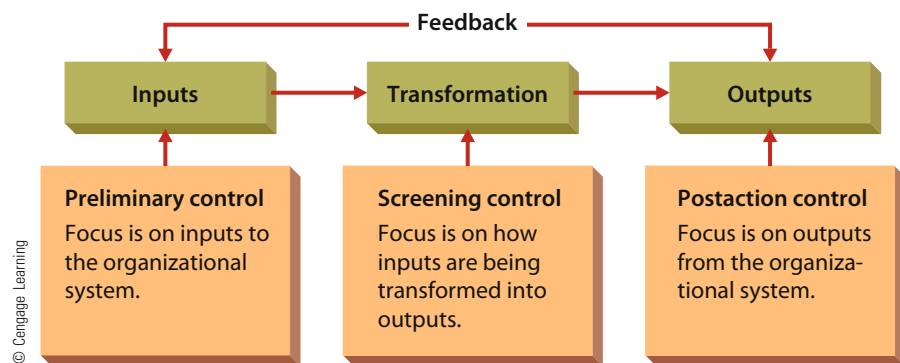 Feedback
Inputs
Transformation
Outputs
Preliminary control
Focus is on inputs to
the organizational
system.
Screening control
Focus is on how
inputs are being
transformed into
outputs.
Postaction control
Focus is on outputs
from the organiza-
tional system.
© Cengage Learning